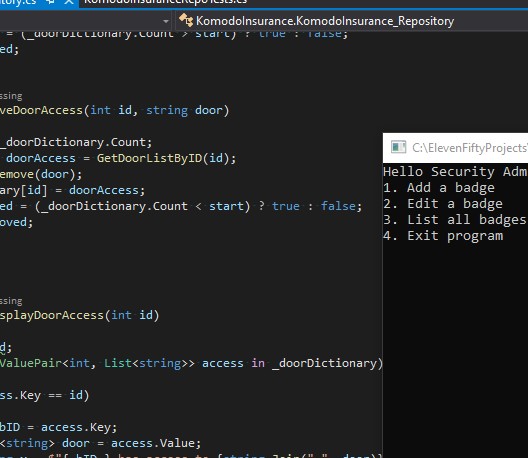 tory.cs
KomodoInsuranceRepoTests.cs
KomodoInsurance.KomodoInsurance_Repository
= (_doorDictionary.Count > start) ? true : false;
ed;
ssing
veDoorAccess(int id, string door)
_doorDictionary.Count;
doorAccess = GetDoorListByID(id);
emove(door);
ary[id] = doorAccess;
ed = (_doorDictionary.Count < start) ? true : false;
oved;
ssing
splayDoorAccess(int id)
d;
ValuePair<int, List<string>> access in _doorDictionary)
ss.Key == id)
bID = access.Key;
<string> door = access.Value;
C:\ElevenFiftyProjects\
Hello Security Adm
1. Add a badge
2. Edit a badge
3. List all badges
4. Exit program